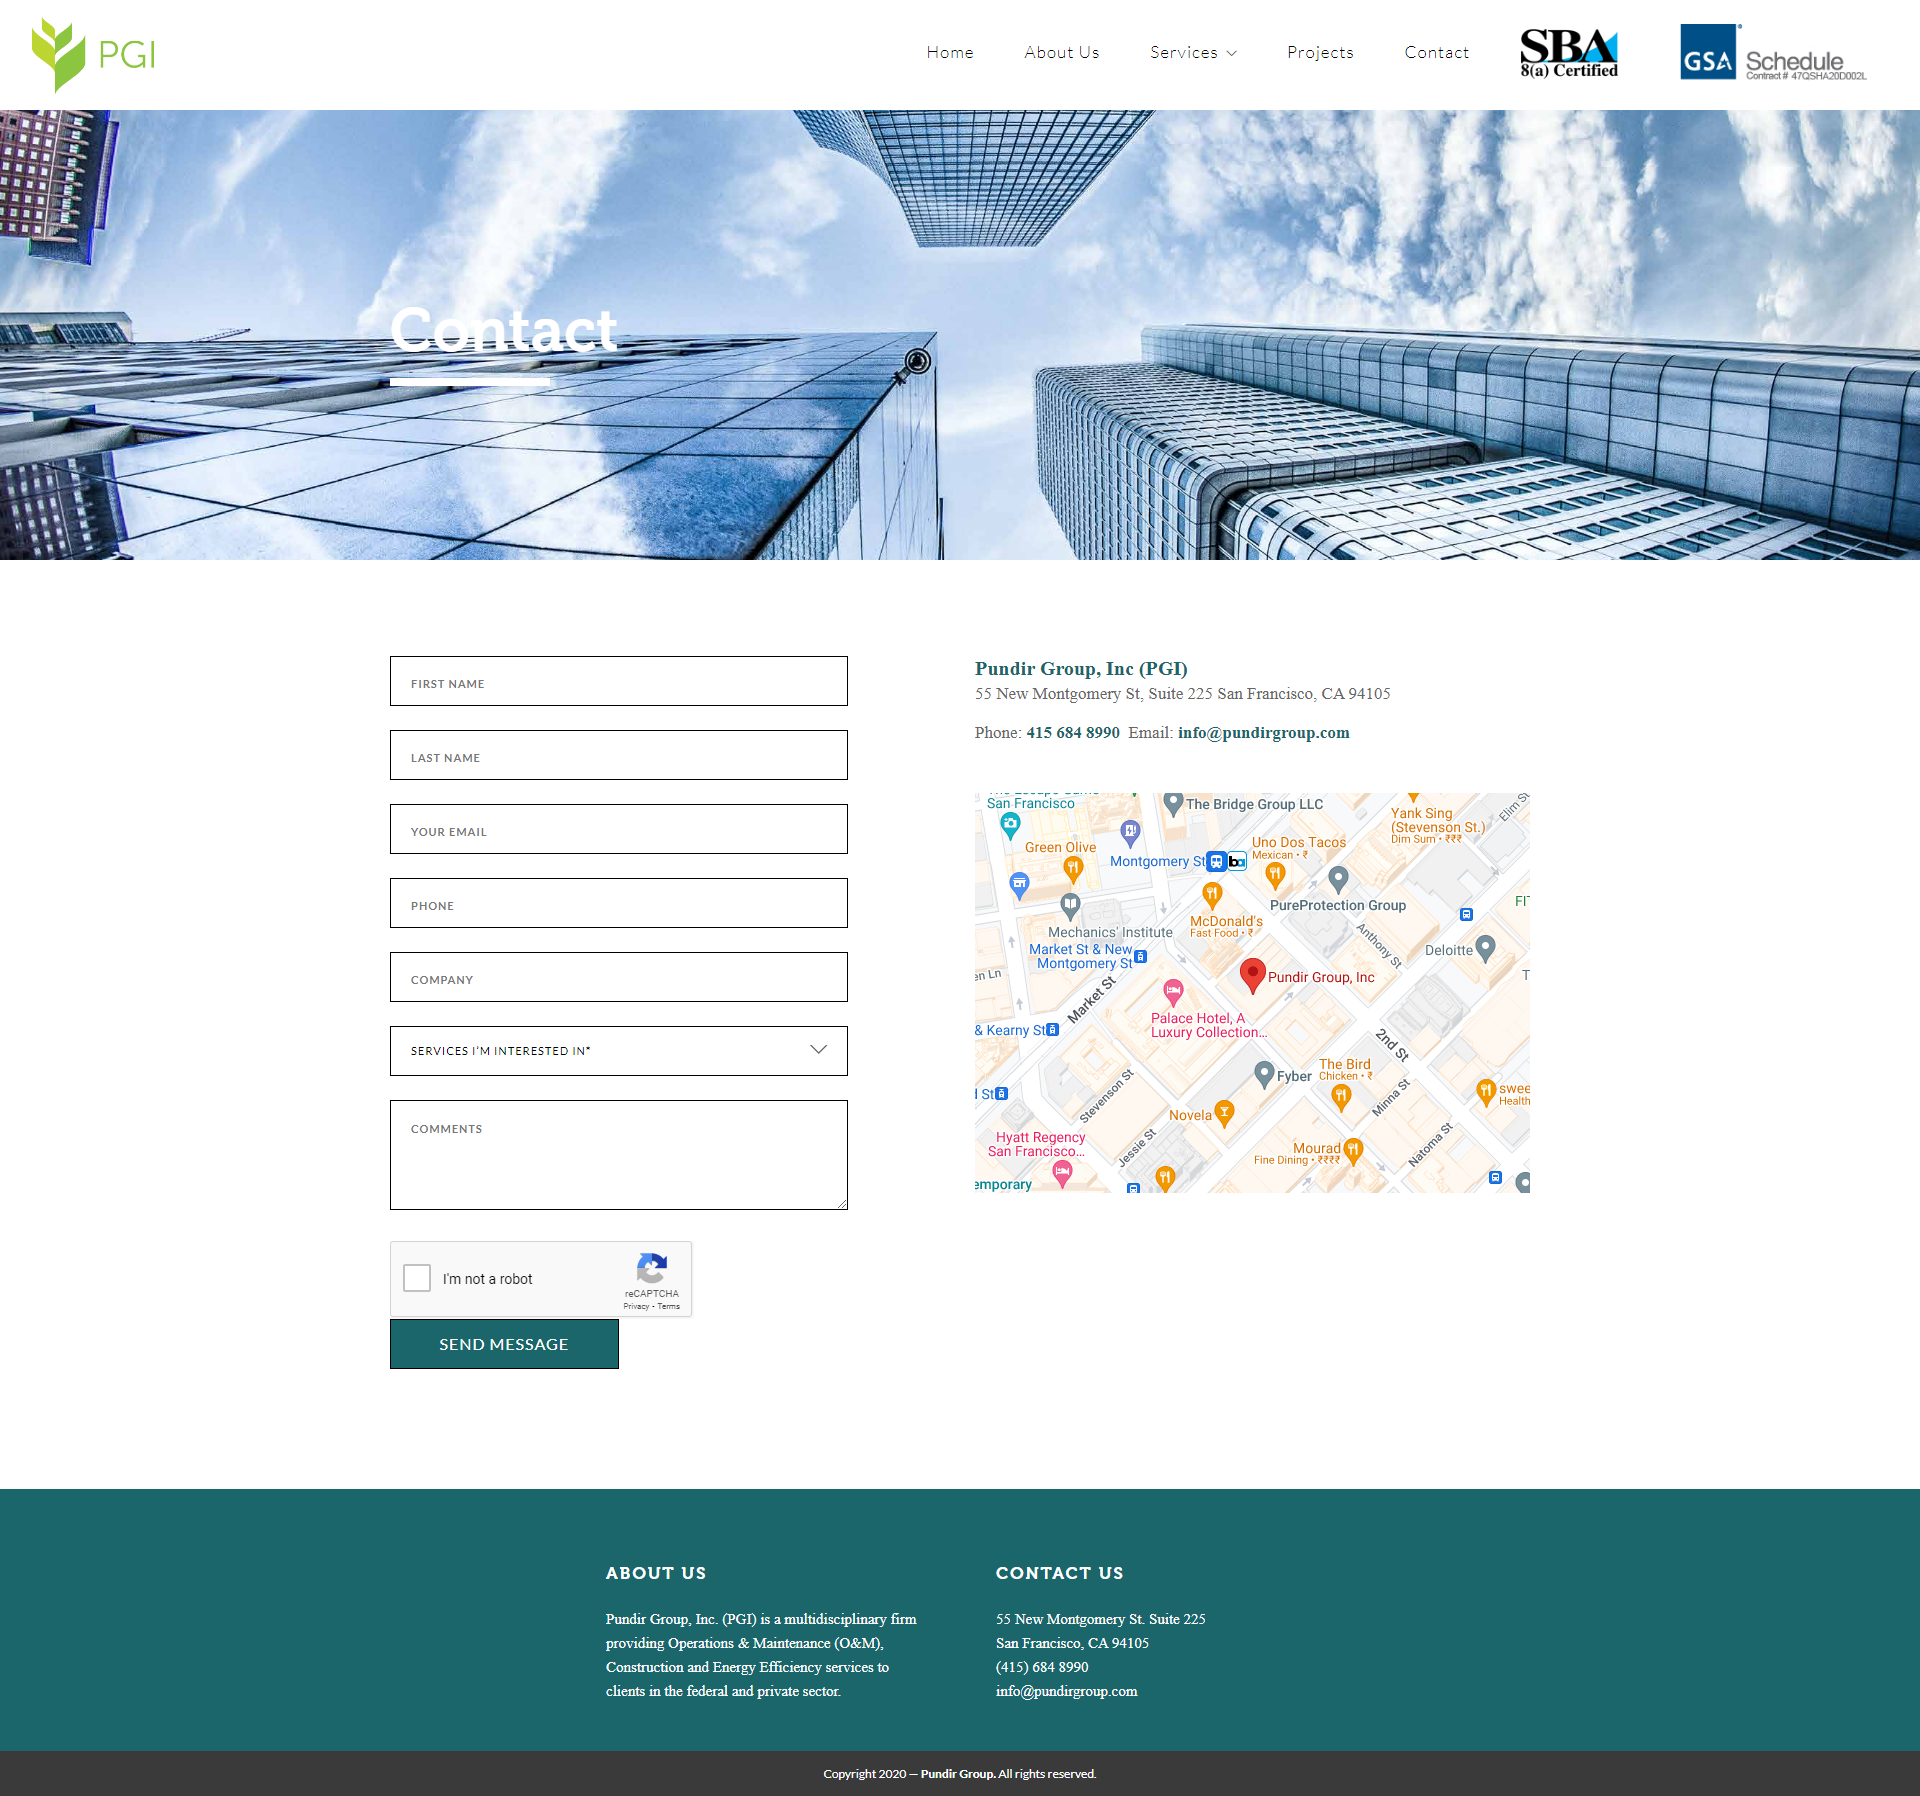 PGI
Home
About Us
Services
Projects
Contact
SBA
8(a) Certified
GSA
Schedule
Contract # 47QSHA20D002L
Contact
FIRST NAME
LAST NAME
YOUR EMAIL
PHONE
COMPANY
SERVICES I'M INTERESTED IN*
COMMENTS
I'm not a robot
reCAPTCHA
Privacy - Terms
SEND MESSAGE
Pundir Group, Inc (PGI)
55 New Montgomery St, Suite 225 San Francisco, CA 94105
Phone: 415 684 8990 Email: info@pundirgroup.com
San Francisco
The Bridge Group LLC
Yank Sing
(Stevenson St.)
Dim Sum • ₹₹₹
Elim St
Green Olive
Montgomery St
Uno Dos Tacos
Mexican • ₹
PureProtection Group
McDonald's
Fast Food • ₹
Mechanics' Institute
Market St & New
Montgomery St
Anthony St
Deloitte
Pundir Group, Inc
Market St
Palace Hotel, A
Luxury Collection...
& Kearny St
2nd St
Fyber
The Bird
Chicken • ₹
Minna St
Stevenson St
Novela
Hyatt Regency
San Francisco...
Jessie St
Mourad
Fine Dining • ₹₹₹₹
Natoma St
ABOUT US
Pundir Group, Inc. (PGI) is a multidisciplinary firm
providing Operations & Maintenance (O&M),
Construction and Energy Efficiency services to
clients in the federal and private sector.
CONTACT US
55 New Montgomery St. Suite 225
San Francisco, CA 94105
(415) 684 8990
info@pundirgroup.com
Copyright 2020 — Pundir Group. All rights reserved.